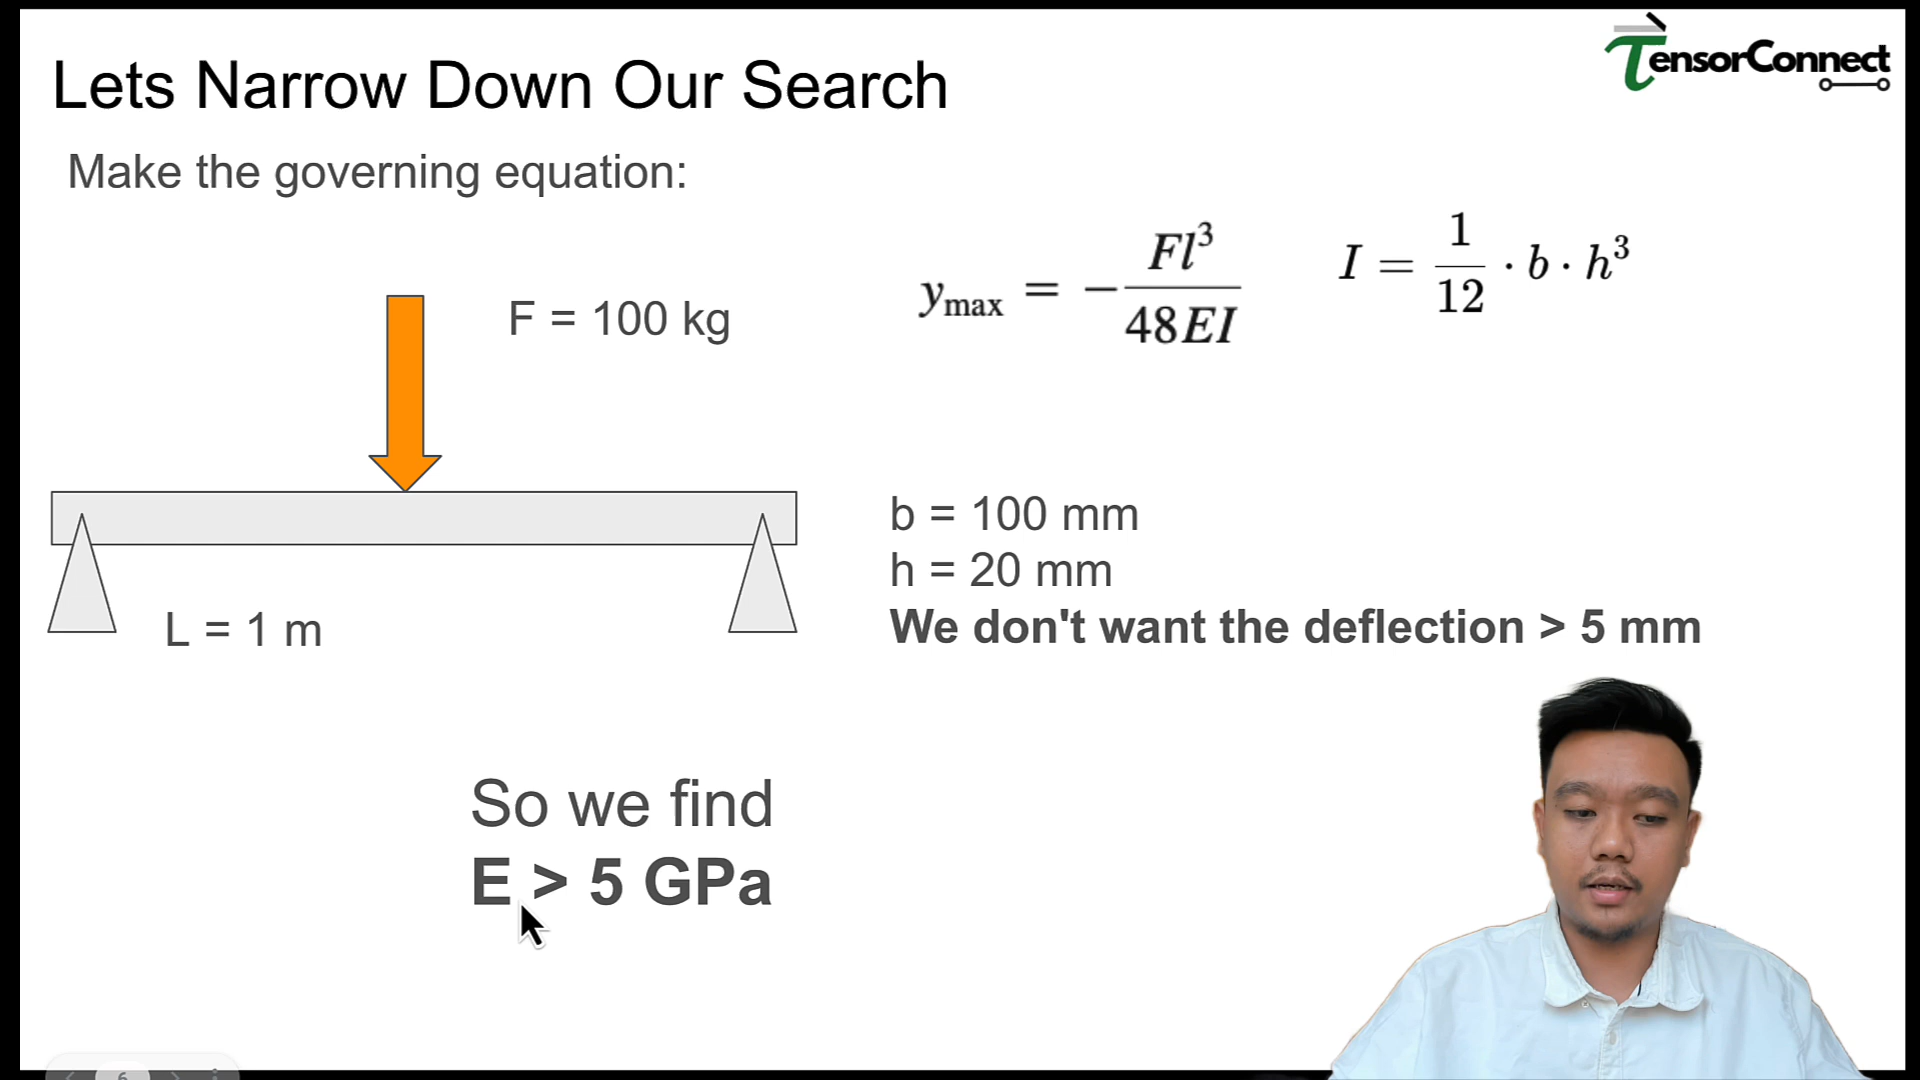 Lets Narrow Down Our Search
TensorConnect
Make the governing equation:
F = 100 kg
y_max = -Fl³/48EI
I = 1/12 · b · h³
b = 100 mm
h = 20 mm
We don't want the deflection > 5 mm
L = 1 m
So we find
E > 5 GPa
6